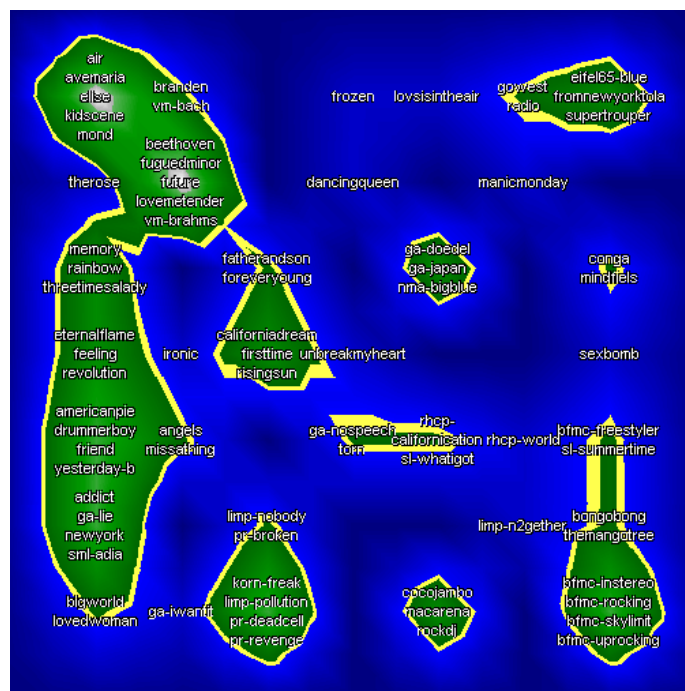 air
avemaria
elise
kidscene
mond
branden
vm-bash
frozen
lovsisintheair
gowest
radio
eifel65-blue
fromnewyorktola
supertrouper
beethoven
fuguedminor
future
lovemetender
vm-brahms
therose
dancingqueen
manicmonday
memory
rainbow
threetimesalady
fatherandson
foreveryoung
ga-doedel
ga-japan
nma-bigblue
conga
mindfiels
eternalflame
feeling
revolution
ironic
californiadream
firsttime
risingsun
unbreakmyheart
sexbomb
americanpie
drummerboy
friend
yesterday-b
angels
missathing
ga-nospeech
torn
rhcp-
californication
sl-whatigot
rhcp-world
bfmc-freestyler
sl-summertime
addict
ga-lie
newyork
sml-adia
limp-nobody
pr-broken
limp-n2gether
bongobong
themangotree
bigworld
lovedwoman
ga-iwantit
korn-freak
limp-pollution
pr-deadcell
pr-revenge
cocojambo
macarena
rockdj
bfmc-instereo
bfmc-rocking
bfmc-skylimit
bfmc-uprocking